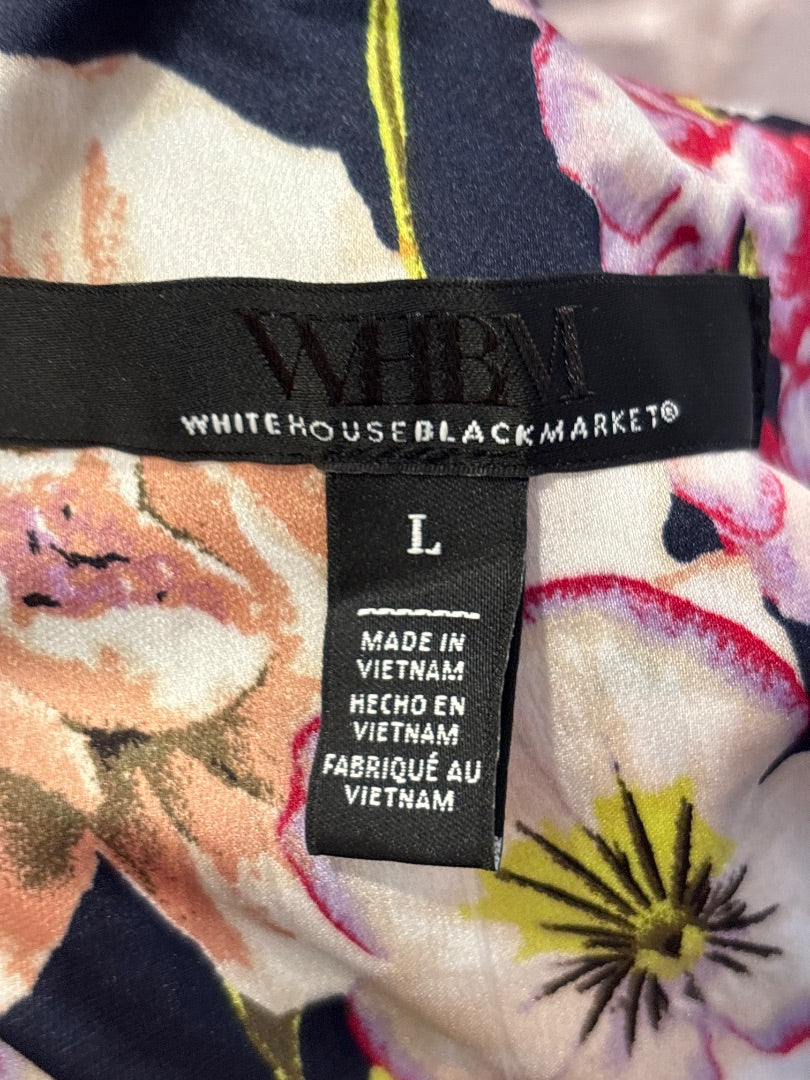 WHBM
WHITEHOUSEBLACKMARKET®
L
MADE IN
VIETNAM
HECHO EN
VIETNAM
FABRIQUÉ AU
VIETNAM